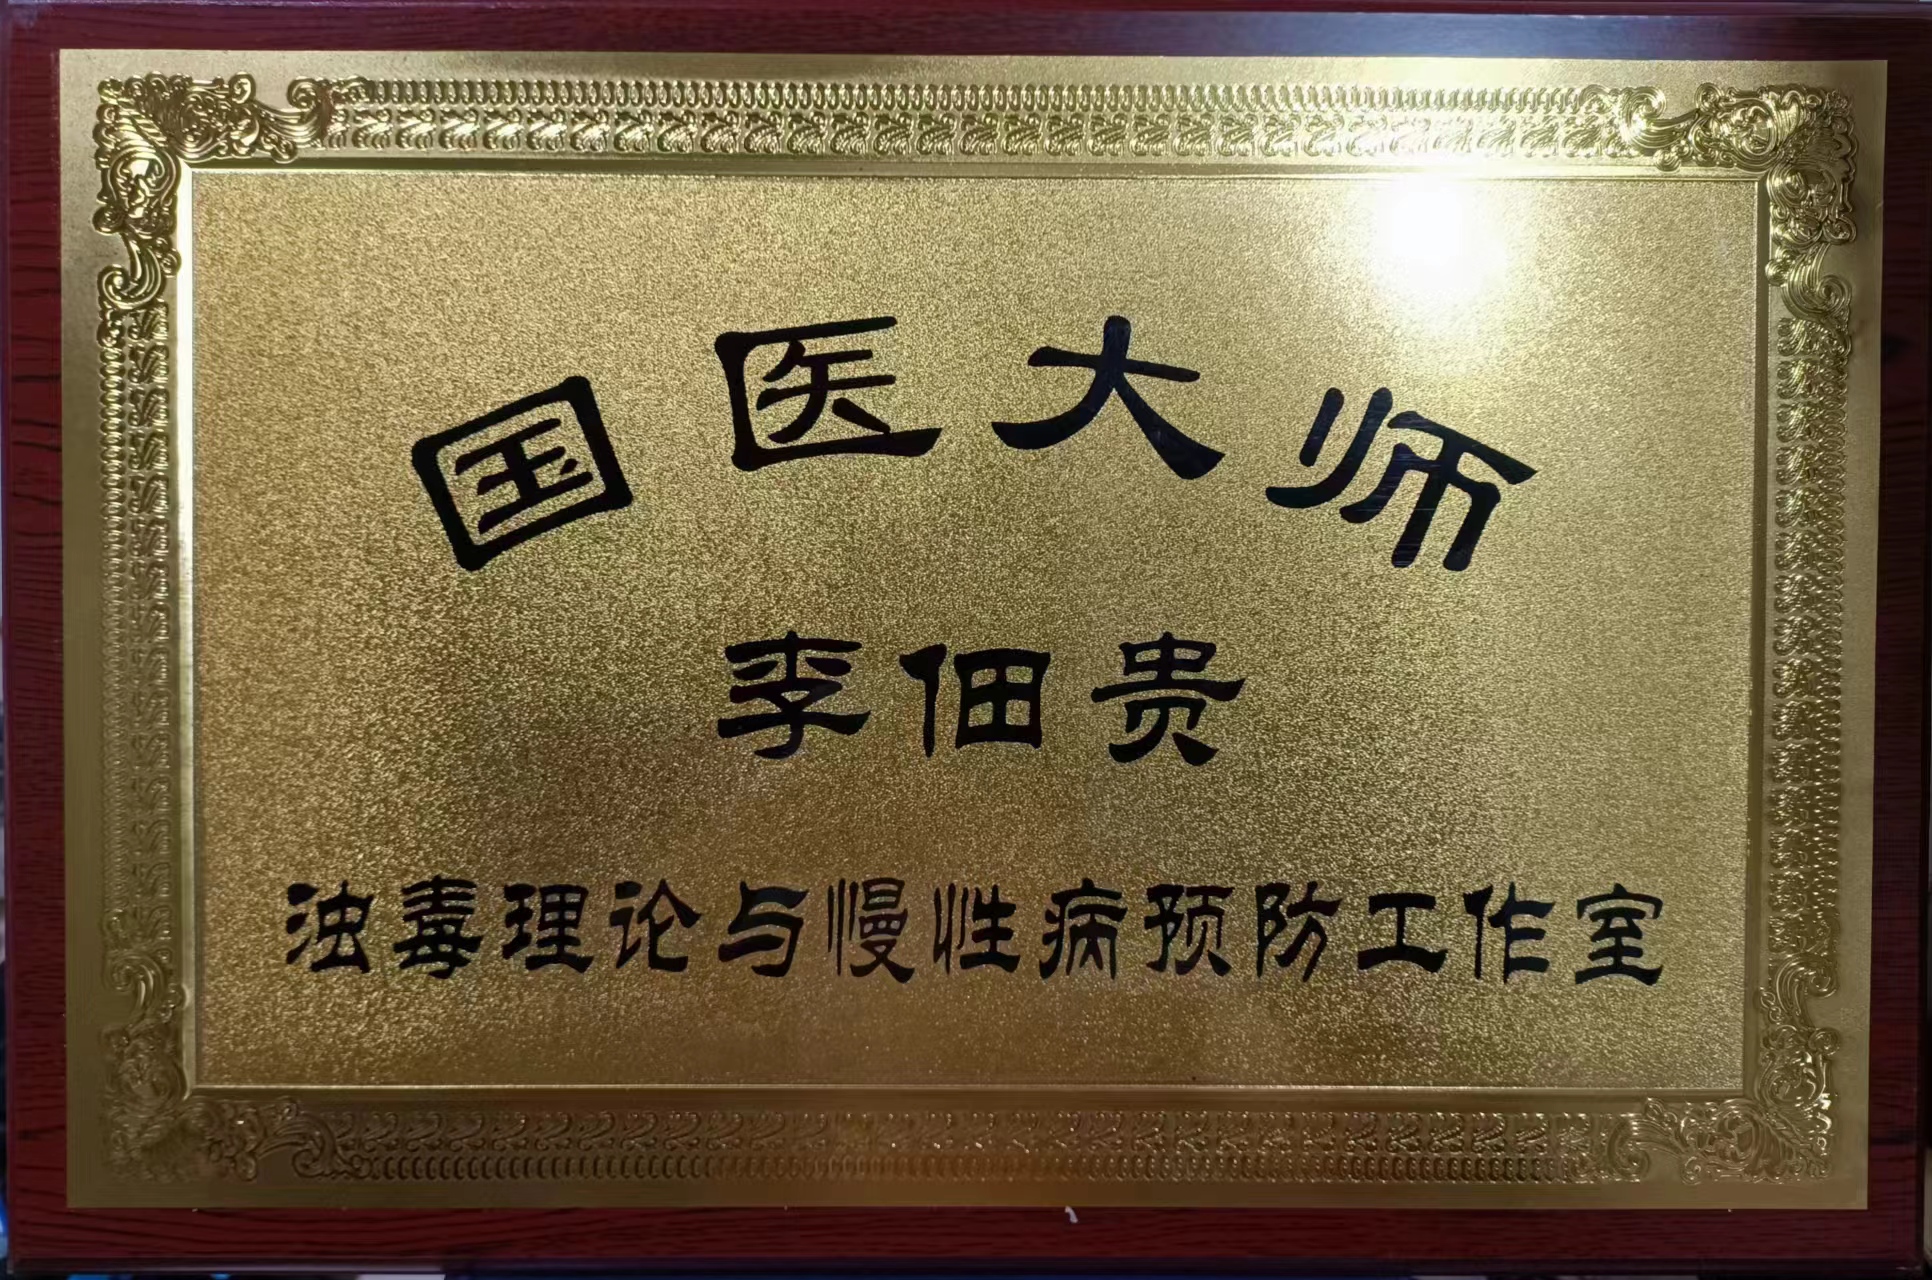 国医大师
李佃贵
浊毒理论与慢性病预防工作室